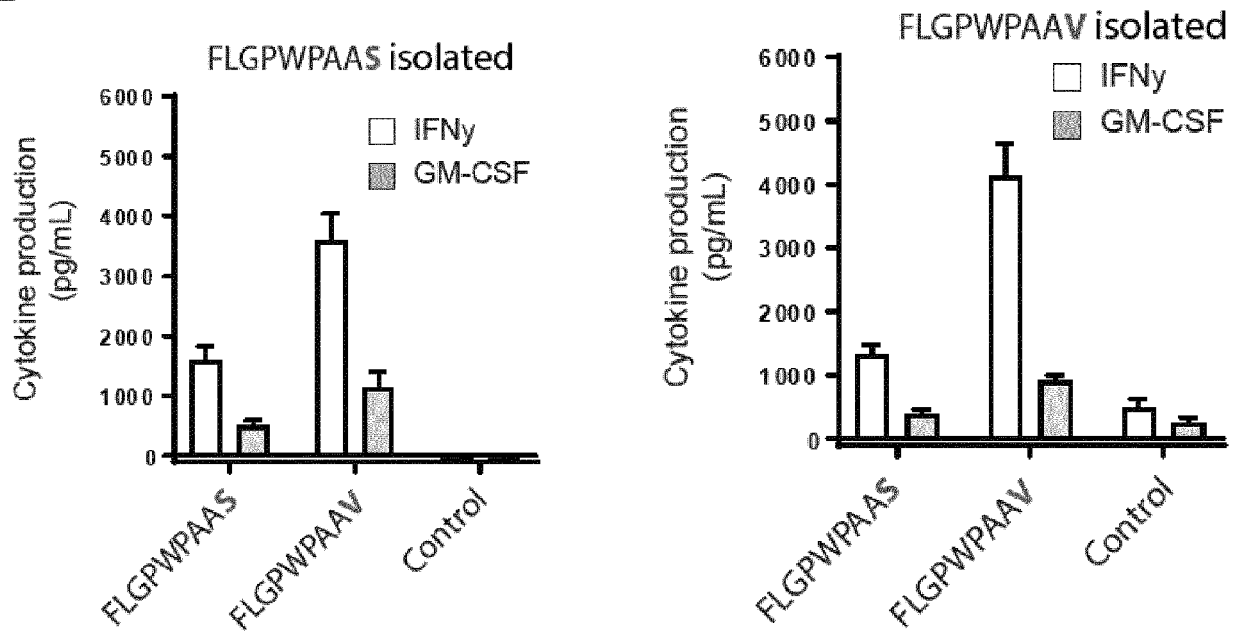 FLGPWPAAS isolated
IFNy
GM-CSF
Cytokine production
(pg/mL)
6000
5000
4000
3000
2000
1000
0
FLGPWPAAS
FLGPWPAAV
Control
FLGPWPAAV isolated
IFNy
GM-CSF
Cytokine production
(pg/mL)
6000
5000
4000
3000
2000
1000
0
FLGPWPAAS
FLGPWPAAV
Control